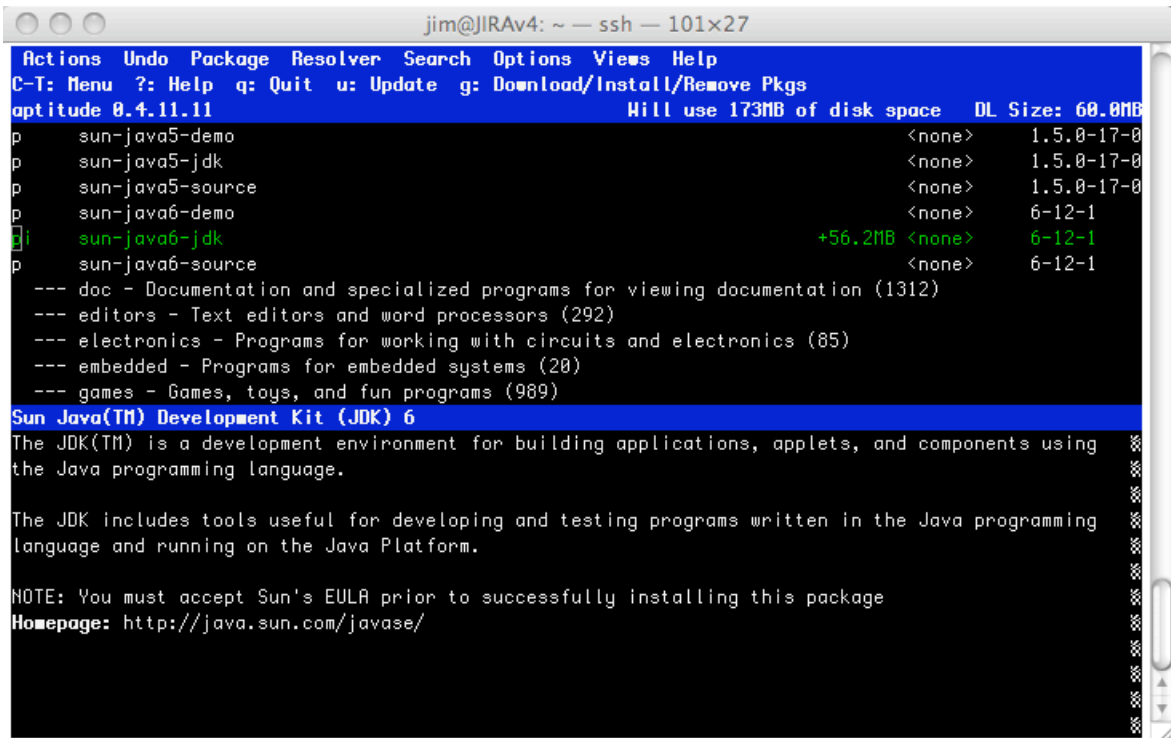 jim@JIRAv4: ~ — ssh — 101×27
Actions Undo Package Resolver Search Options Views Help
C-T: Menu ?: Help q: Quit u: Update g: Download/Install/Remove Pkgs
aptitude 0.4.11.11 Will use 173MB of disk space DL Size: 60.0MB
p sun-java5-demo <none> 1.5.0-17-0
p sun-java5-jdk <none> 1.5.0-17-0
p sun-java5-source <none> 1.5.0-17-0
p sun-java6-demo <none> 6-12-1
pi sun-java6-jdk +56.2MB <none> 6-12-1
p sun-java6-source <none> 6-12-1
--- doc - Documentation and specialized programs for viewing documentation (1312)
--- editors - Text editors and word processors (292)
--- electronics - Programs for working with circuits and electronics (85)
--- embedded - Programs for embedded systems (20)
--- games - Games, toys, and fun programs (989)
Sun Java(TM) Development Kit (JDK) 6
The JDK(TM) is a development environment for building applications, applets, and components using
the Java programming language.
The JDK includes tools useful for developing and testing programs written in the Java programming
language and running on the Java Platform.
NOTE: You must accept Sun's EULA prior to successfully installing this package
Homepage: http://java.sun.com/javase/